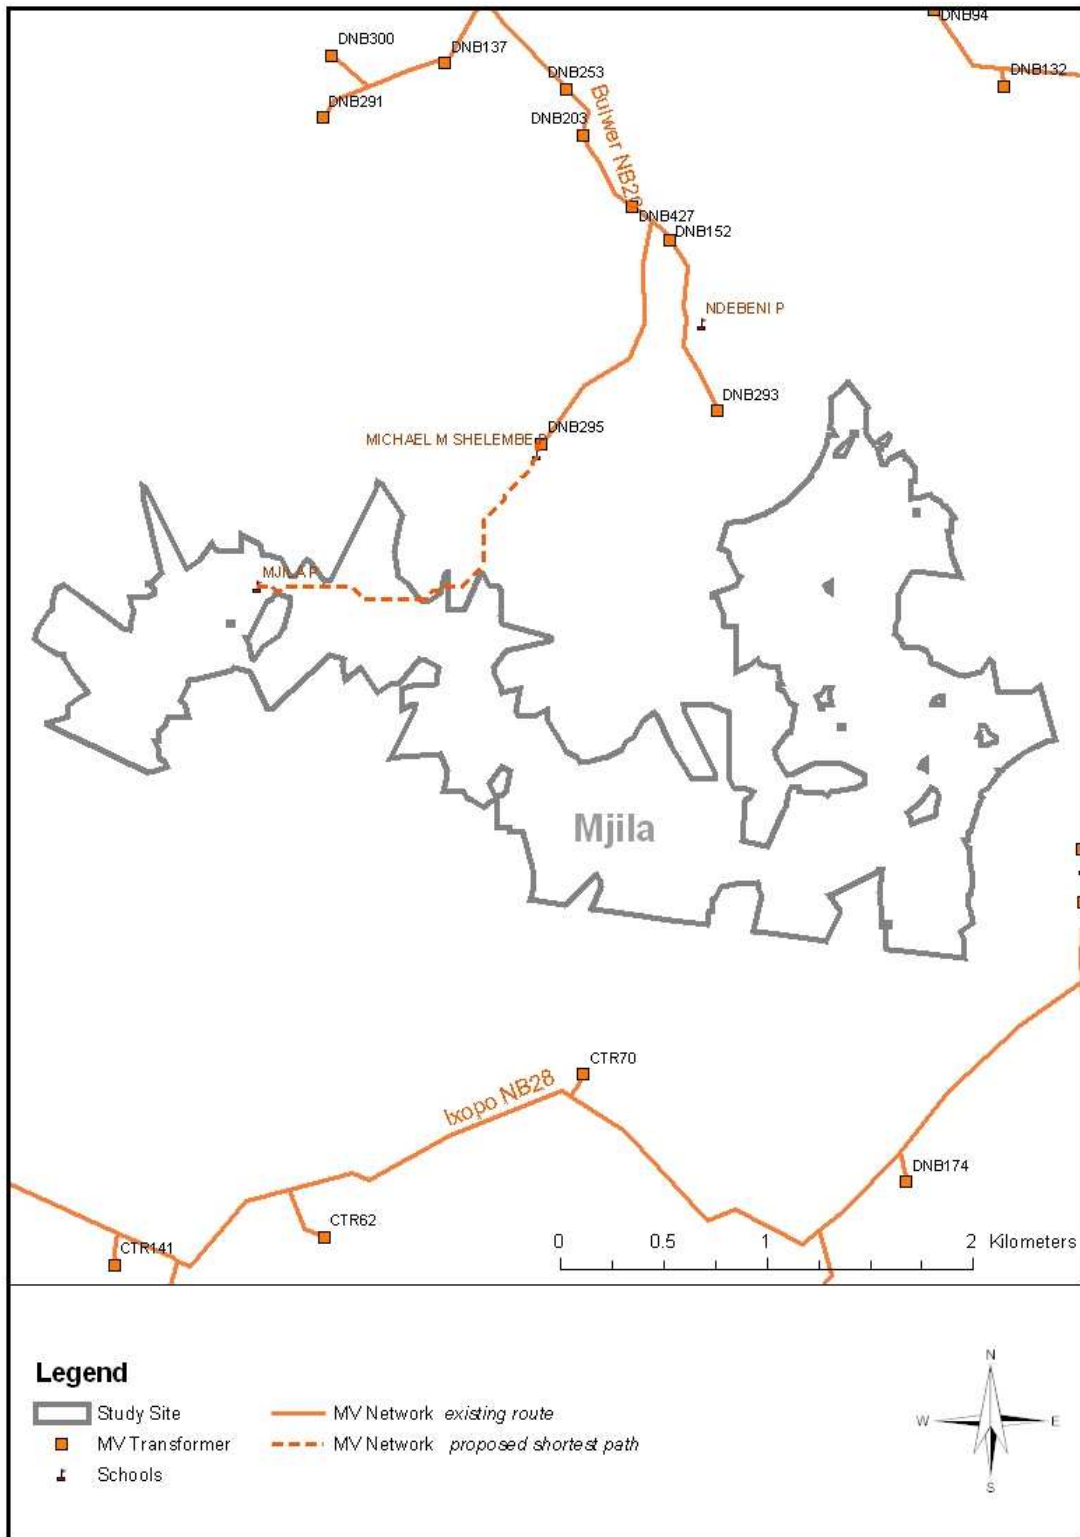 DNB94
DNB300
DNB137
DNB253
DNB132
DNB291
DNB203
Bulwer NB2
DNB427
DNB152
NDEBENI P
DNB293
DNB295
MICHAEL M SHELEMBE P
Mjila
CTR70
Ixopo NB28
DNB174
CTR62
CTR141
0 0.5 1 2 Kilometers
Legend
Study Site
MV Transformer
Schools
MV Network existing route
MV Network proposed shortest path
N
W E
S